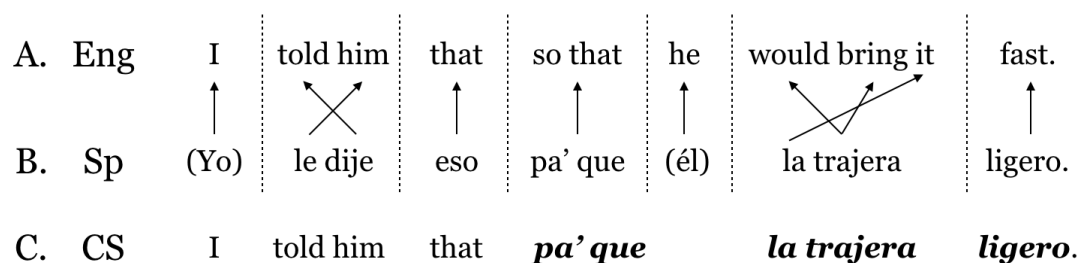 A. Eng I told him that so that he would bring it fast.
B. Sp (Yo) le dije eso pa’ que (él) la trajera ligero.
C. CS I told him that pa’ que la trajera ligero.